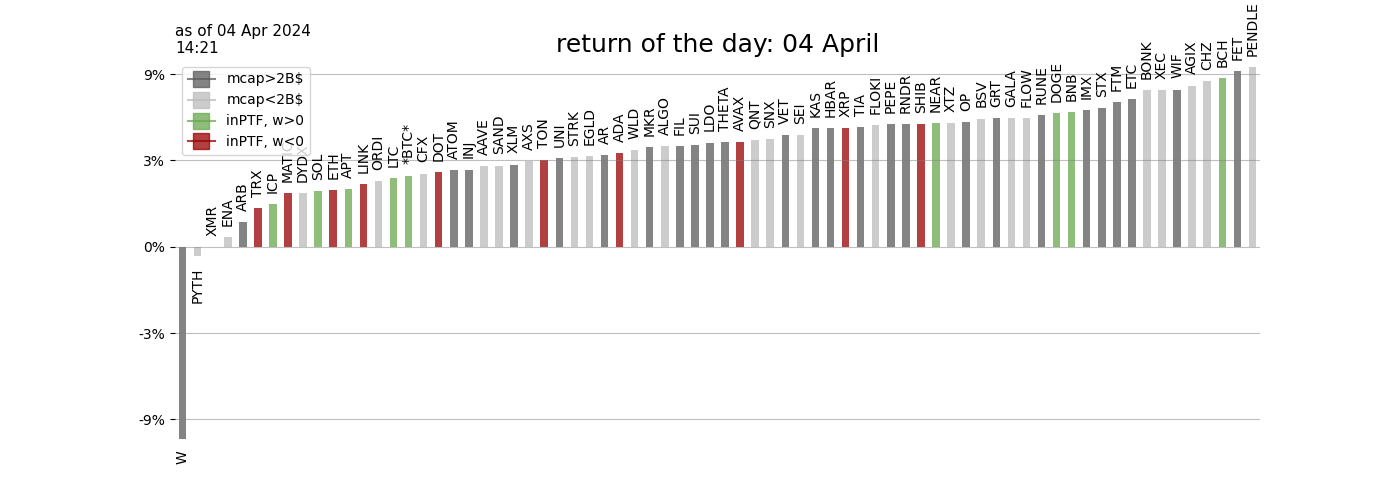 as of 04 Apr 2024
14:21
return of the day: 04 April
mcap>2B$
mcap<2B$
inPTF, w>0
inPTF, w<0
9%
3%
0%
-3%
-9%
W
PYTH
XMR
ENA
ARB
TRX
ICP
MATIC
DYDX
SOL
ETH
APT
LINK
ORDI
LTC
*BTC*
CFX
DOT
ATOM
INJ
AAVE
SAND
XLM
AXS
TON
UNI
STRK
EGLD
AR
ADA
WLD
MKR
ALGO
FIL
SUI
LDO
THETA
AVAX
QNT
SNX
VET
SEI
KAS
HBAR
XRP
TIA
FLOKI
PEPE
RNDR
SHIB
NEAR
XTZ
OP
BSV
GRT
GALA
FLOW
RUNE
DOGE
BNB
IMX
STX
FTM
ETC
BONK
XEC
WIF
AGIX
CHZ
BCH
FET
PENDLE